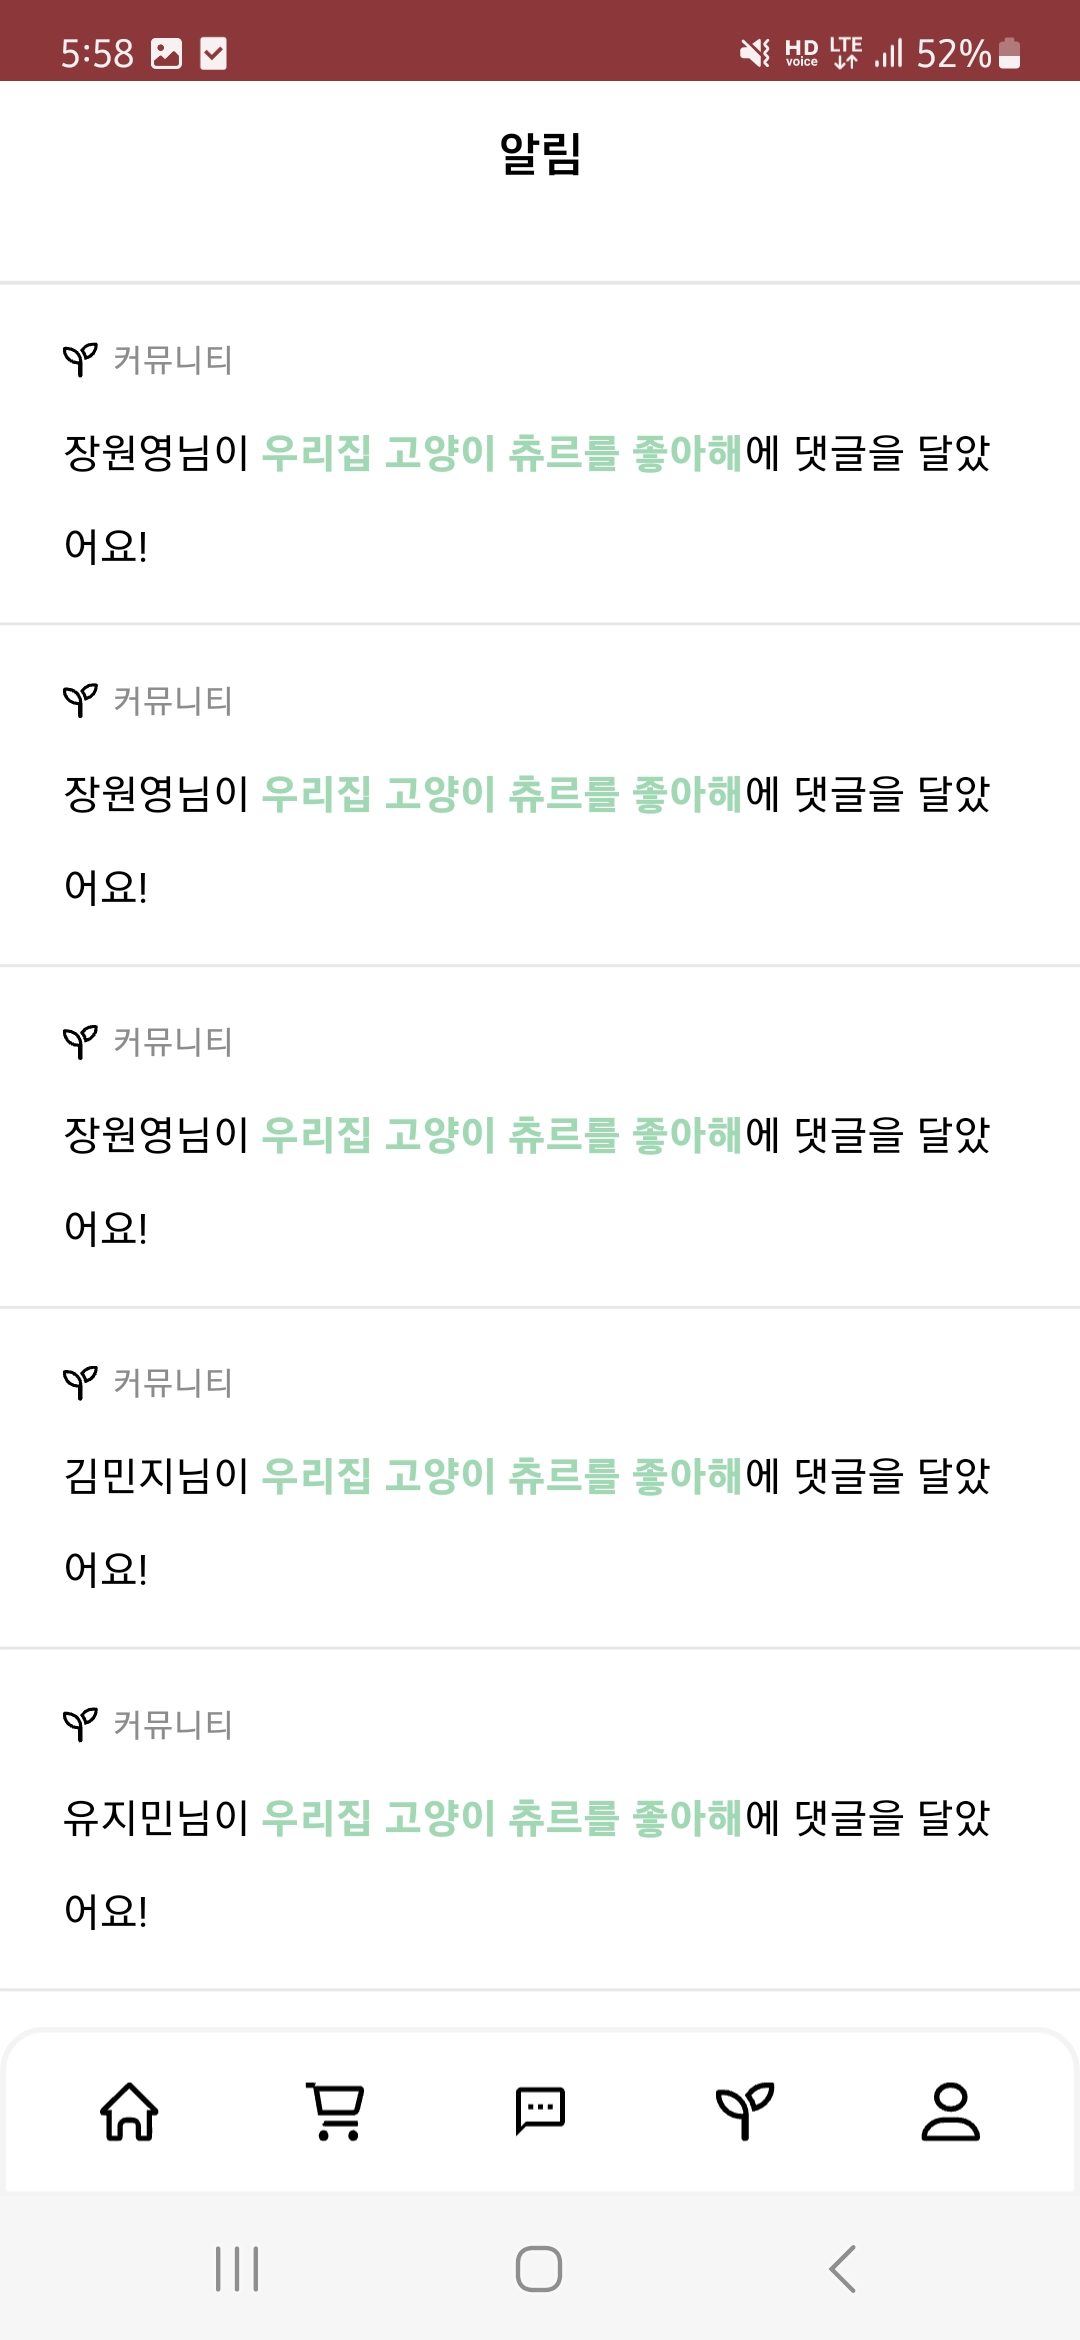 5:58 HD voice LTE 52%
알림
커뮤니티
장원영님이 우리집 고양이 츄르를 좋아해에 댓글을 달았
어요!
커뮤니티
장원영님이 우리집 고양이 츄르를 좋아해에 댓글을 달았
어요!
커뮤니티
장원영님이 우리집 고양이 츄르를 좋아해에 댓글을 달았
어요!
커뮤니티
김민지님이 우리집 고양이 츄르를 좋아해에 댓글을 달았
어요!
커뮤니티
유지민님이 우리집 고양이 츄르를 좋아해에 댓글을 달았
어요!